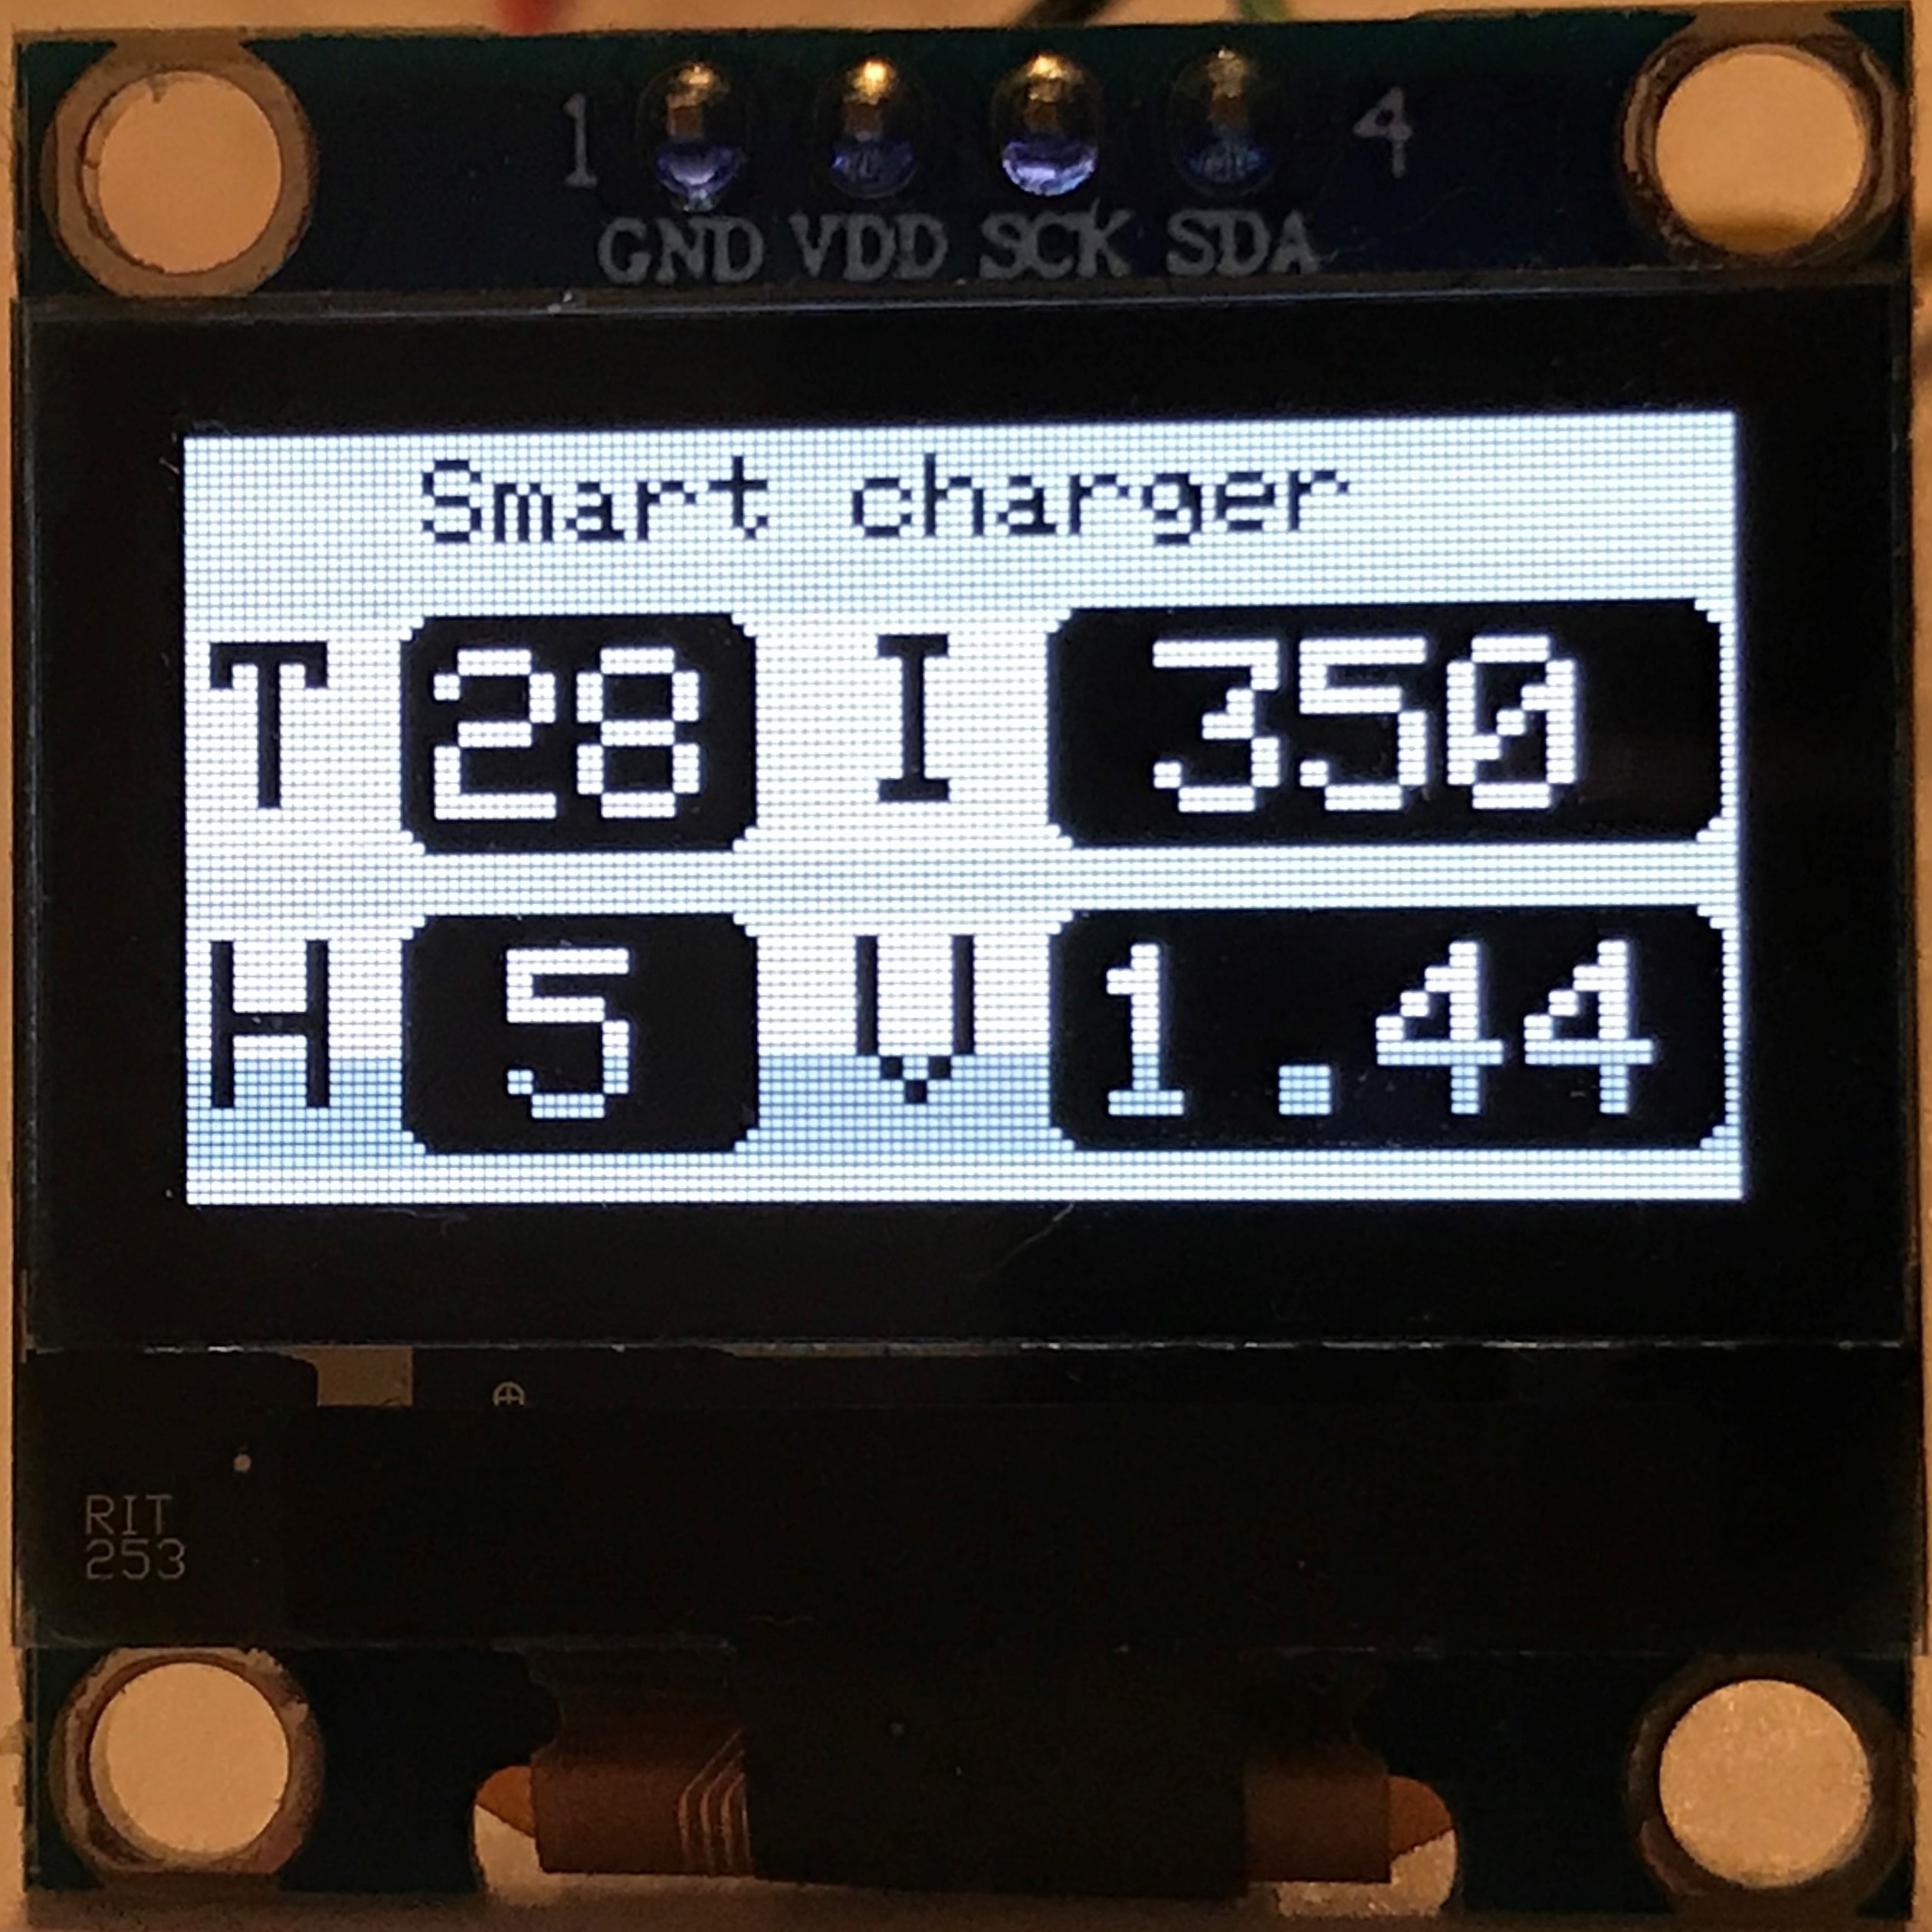 1 4
GND VDD SCK SDA
Smart charger
T 28 I 350
H 5 V 1.44
RIT
253